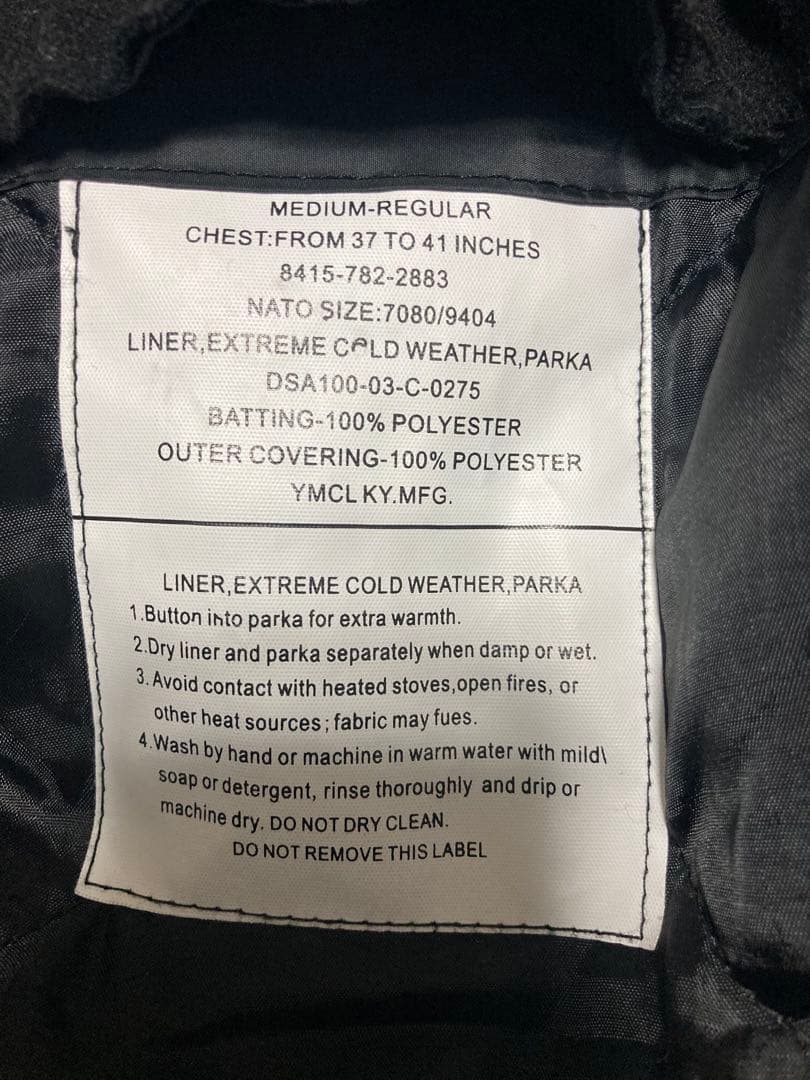 MEDIUM-REGULAR
CHEST:FROM 37 TO 41 INCHES
8415-782-2883
NATO SIZE:7080/9404
LINER,EXTREME COLD WEATHER,PARKA
DSA100-03-C-0275
BATTING-100% POLYESTER
OUTER COVERING-100% POLYESTER
YMCL KY.MFG.
LINER,EXTREME COLD WEATHER,PARKA
1.Button into parka for extra warmth.
2.Dry liner and parka separately when damp or wet.
3.Avoid contact with heated stoves,open fires, or
other heat sources;fabric may fues.
4.Wash by hand or machine in warm water with mild\
soap or detergent, rinse thoroughly and drip or
machine dry. DO NOT DRY CLEAN.
DO NOT REMOVE THIS LABEL